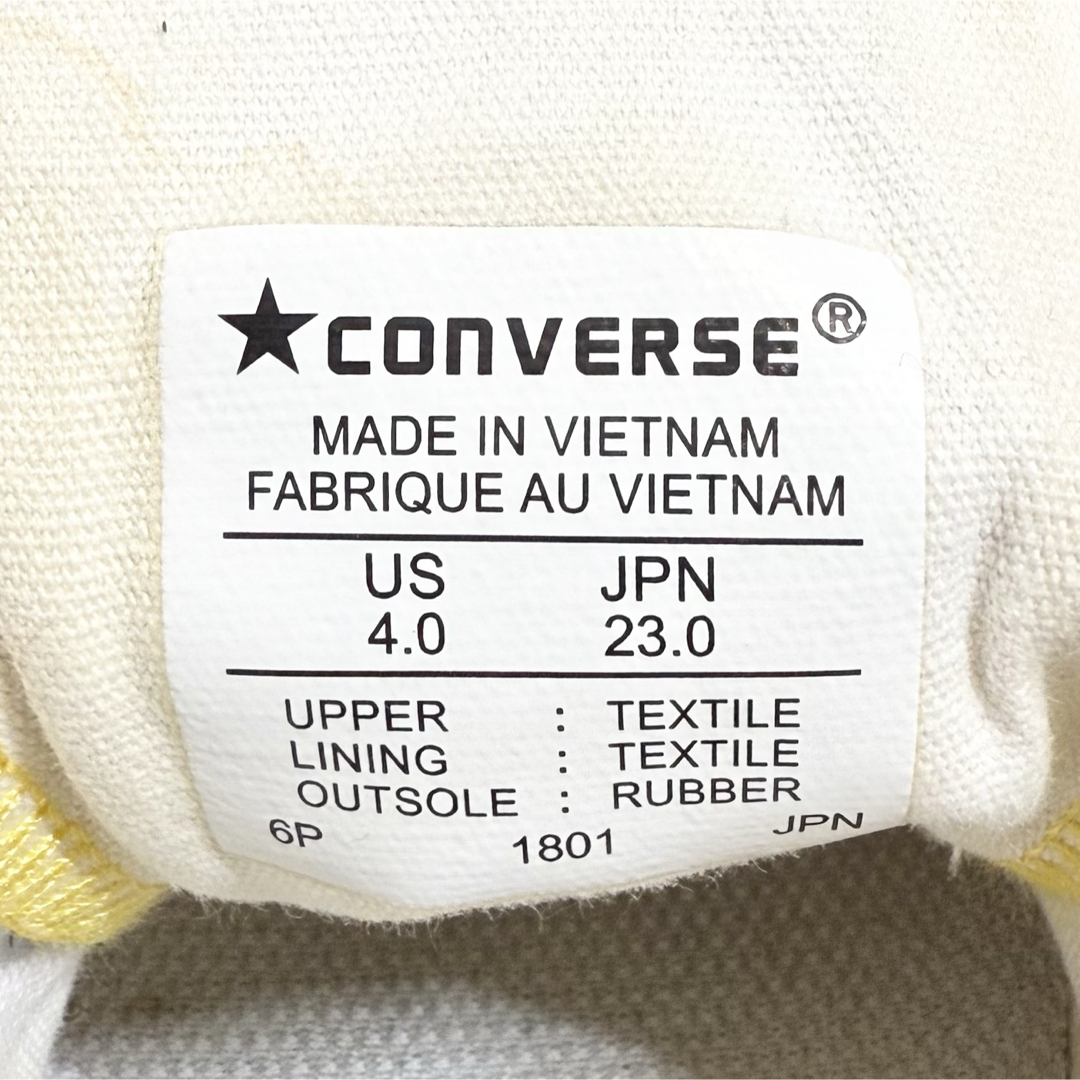 ★CONVERSE®
MADE IN VIETNAM
FABRIQUE AU VIETNAM
US JPN
4.0 23.0
UPPER : TEXTILE
LINING : TEXTILE
OUTSOLE : RUBBER
6P 1801 JPN